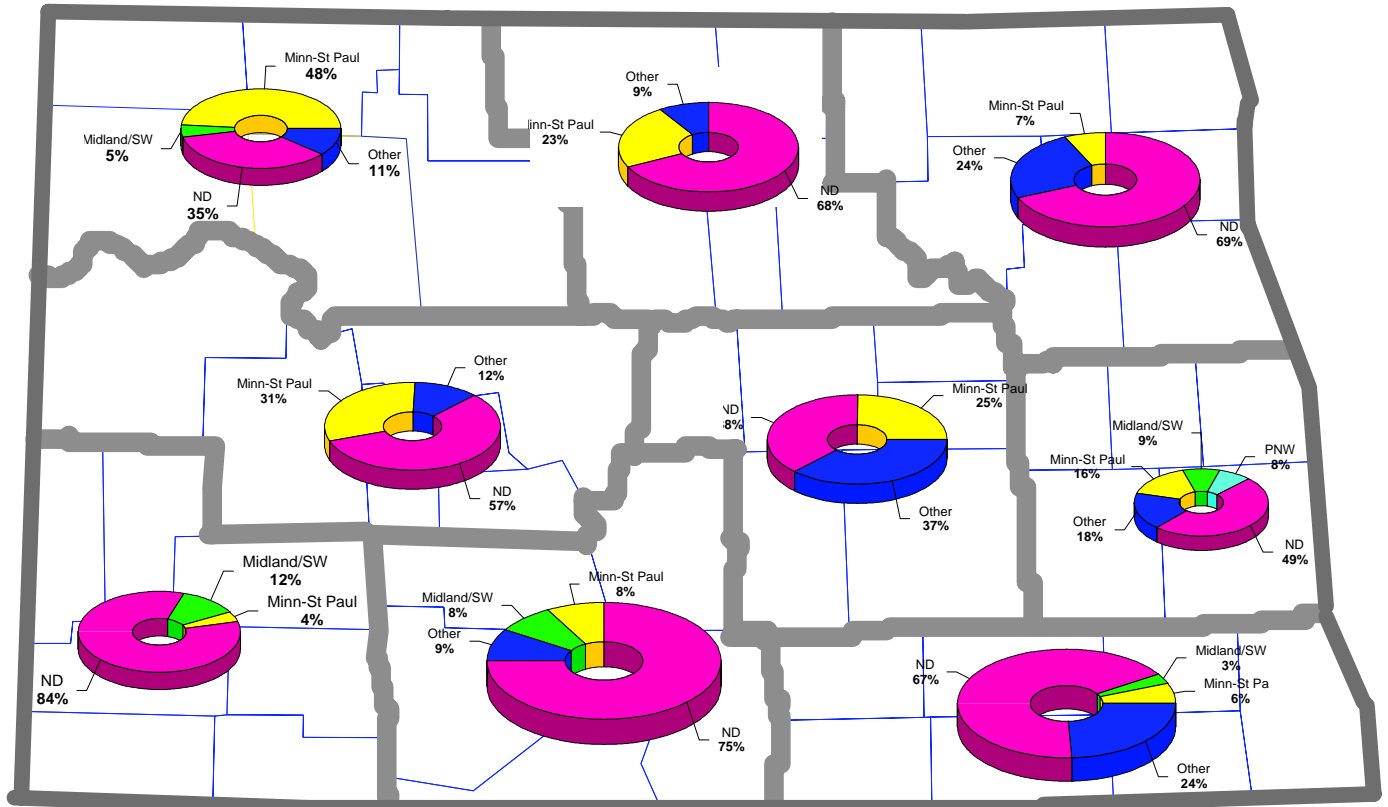 Minn-St Paul
48%
Midland/SW
5%
Other
11%
ND
35%
Other
9%
inn-St Paul
23%
ND
68%
Minn-St Paul
7%
Other
24%
ND
69%
Minn-St Paul
31%
Other
12%
ND
57%
ND
8%
Minn-St Paul
25%
Other
37%
Midland/SW
9%
PNW
8%
Minn-St Paul
16%
Other
18%
ND
49%
Midland/SW
12%
Minn-St Paul
4%
ND
84%
Minn-St Paul
8%
Midland/SW
8%
Other
9%
ND
75%
ND
67%
Midland/SW
3%
Minn-St Pa
6%
Other
24%